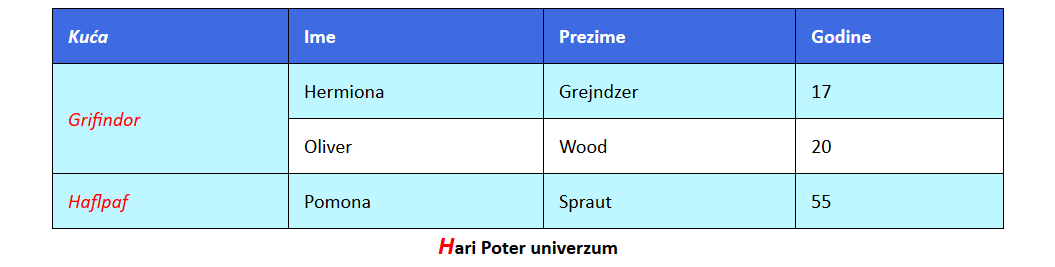 Kuća Ime Prezime Godine
Grifindor Hermiona Grejndzer 17
Oliver Wood 20
Haflpaf Pomona Spraut 55
Hari Poter univerzum